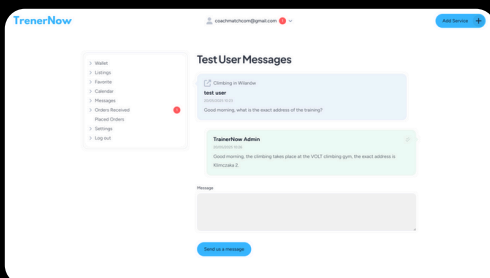 TrenerNow
coachmatchcom@gmail.com
Add Service +
Wallet
Listings
Favorite
Calendar
Messages
Orders Received
Placed Orders
Settings
Log out
Test User Messages
Climbing in Wilanów
test user
Good morning, what is the exact address of the training?
TrainerNow Admin
Good morning, the climbing takes place at the VOLT climbing gym, the exact address is
Klimczaka 2.
Message
Send us a message